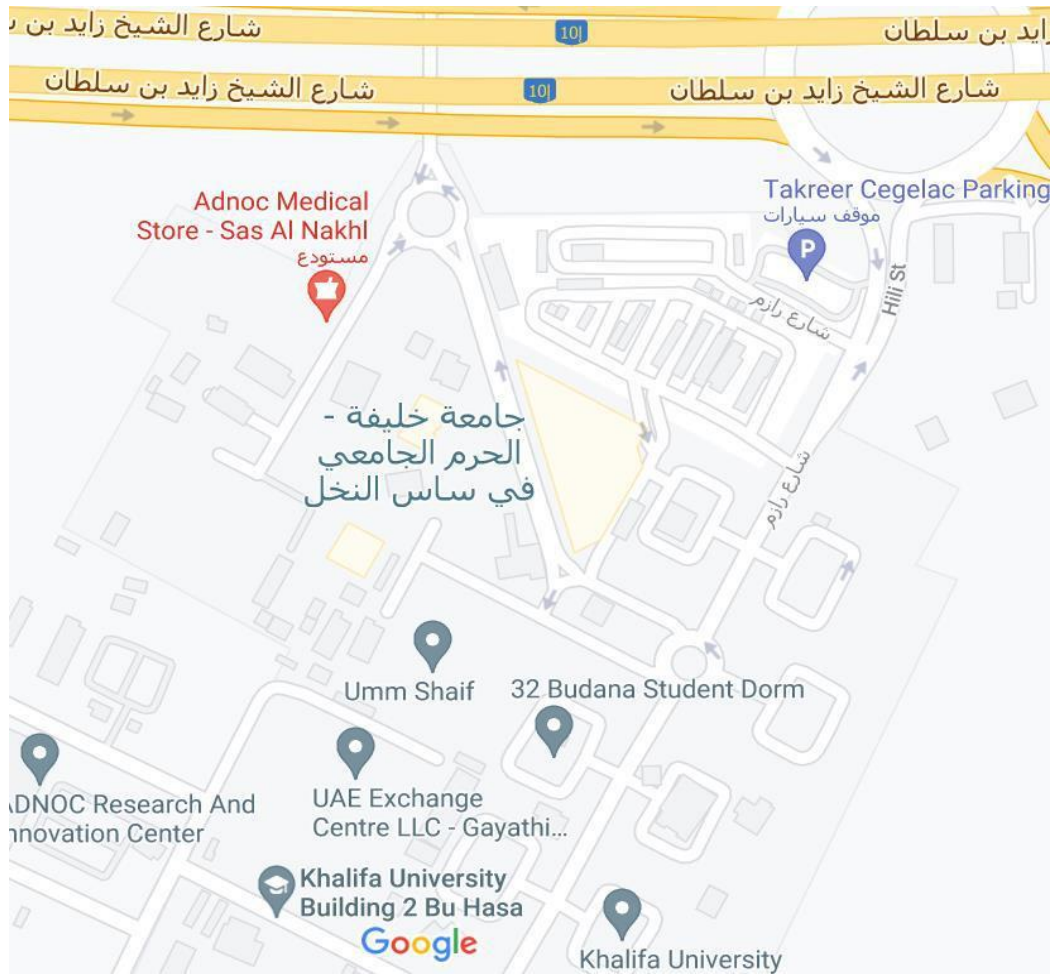 شارع الشيخ زايد بن
10
زايد بن سلطان
شارع الشيخ زايد بن سلطان
10
شارع الشيخ زايد بن سلطان
Adnoc Medical
Store - Sas Al Nakhl
مستودع
Takreer Cegelac Parking
موقف سيارات
P
Hili St
شارع رازم
جامعة خليفة -
الحرم الجامعي
في ساس النخل
شارع رازم
Umm Shaif
32 Budana Student Dorm
ADNOC Research And
Innovation Center
UAE Exchange
Centre LLC - Gayathi...
Khalifa University
Building 2 Bu Hasa
Google
Khalifa University